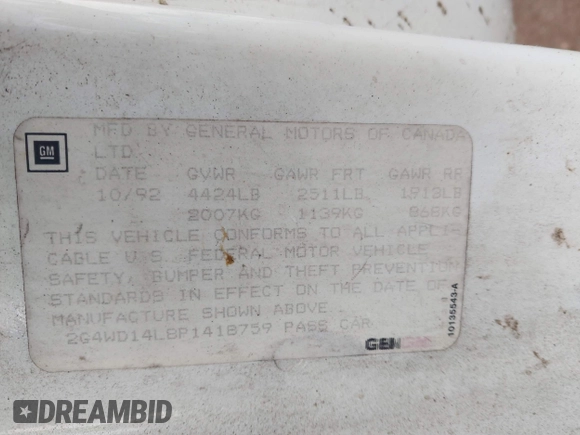 GM
MFD BY GENERAL MOTORS OF CANADA
LTD
DATE GVWR GAWR FRT GAWR RR
10/92 4424LB 2511LB 1913LB
2007KG 1139KG 868KG
THIS VEHICLE CONFORMS TO ALL APPLI
CABLE U.S. FEDERAL MOTOR VEHICLE
SAFETY, BUMPER AND THEFT PREVENTION
STANDARDS IN EFFECT ON THE DATE OF
MANUFACTURE SHOWN ABOVE.
2G4WD14L8P1418759 PASS CAR
10135543-A
DREAMBID